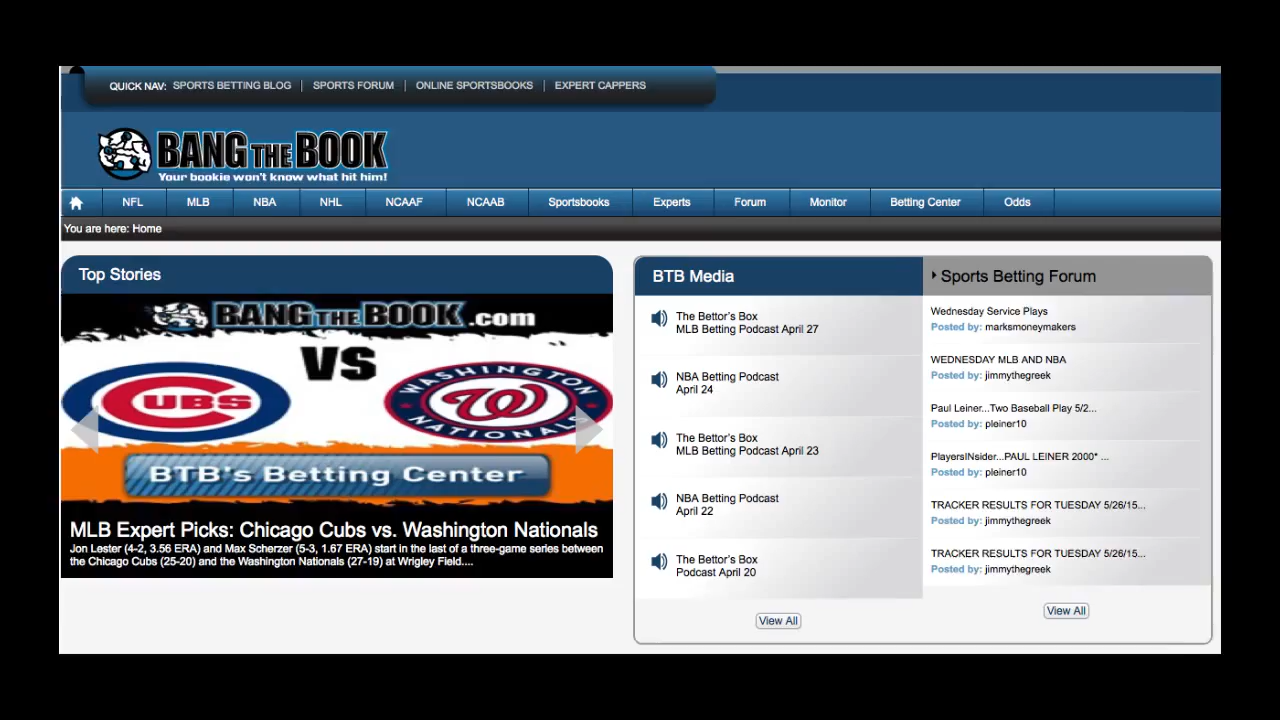 QUICK NAV: SPORTS BETTING BLOG | SPORTS FORUM | ONLINE SPORTSBOOKS | EXPERT CAPPERS
BANG THE BOOK
Your bookie won't know what hit him!
NFL MLB NBA NHL NCAAF NCAAB Sportsbooks Experts Forum Monitor Betting Center Odds
You are here: Home
Top Stories
BANG THE BOOK .com
VS
CUBS
WASHINGTON
W
NATIONALS
BTB's Betting Center
MLB Expert Picks: Chicago Cubs vs. Washington Nationals
Jon Lester (4-2, 3.56 ERA) and Max Scherzer (5-3, 1.67 ERA) start in the last of a three-game series between
the Chicago Cubs (25-20) and the Washington Nationals (27-19) at Wrigley Field....
BTB Media
The Bettor's Box
MLB Betting Podcast April 27
NBA Betting Podcast
April 24
The Bettor's Box
MLB Betting Podcast April 23
NBA Betting Podcast
April 22
The Bettor's Box
Podcast April 20
View All
Sports Betting Forum
Wednesday Service Plays
Posted by: marksmoneymakers
WEDNESDAY MLB AND NBA
Posted by: jimmythegreek
Paul Leiner...Two Baseball Play 5/2...
Posted by: pleiner10
PlayersINsider...PAUL LEINER 2000* ...
Posted by: pleiner10
TRACKER RESULTS FOR TUESDAY 5/26/15...
Posted by: jimmythegreek
TRACKER RESULTS FOR TUESDAY 5/26/15...
Posted by: jimmythegreek
View All